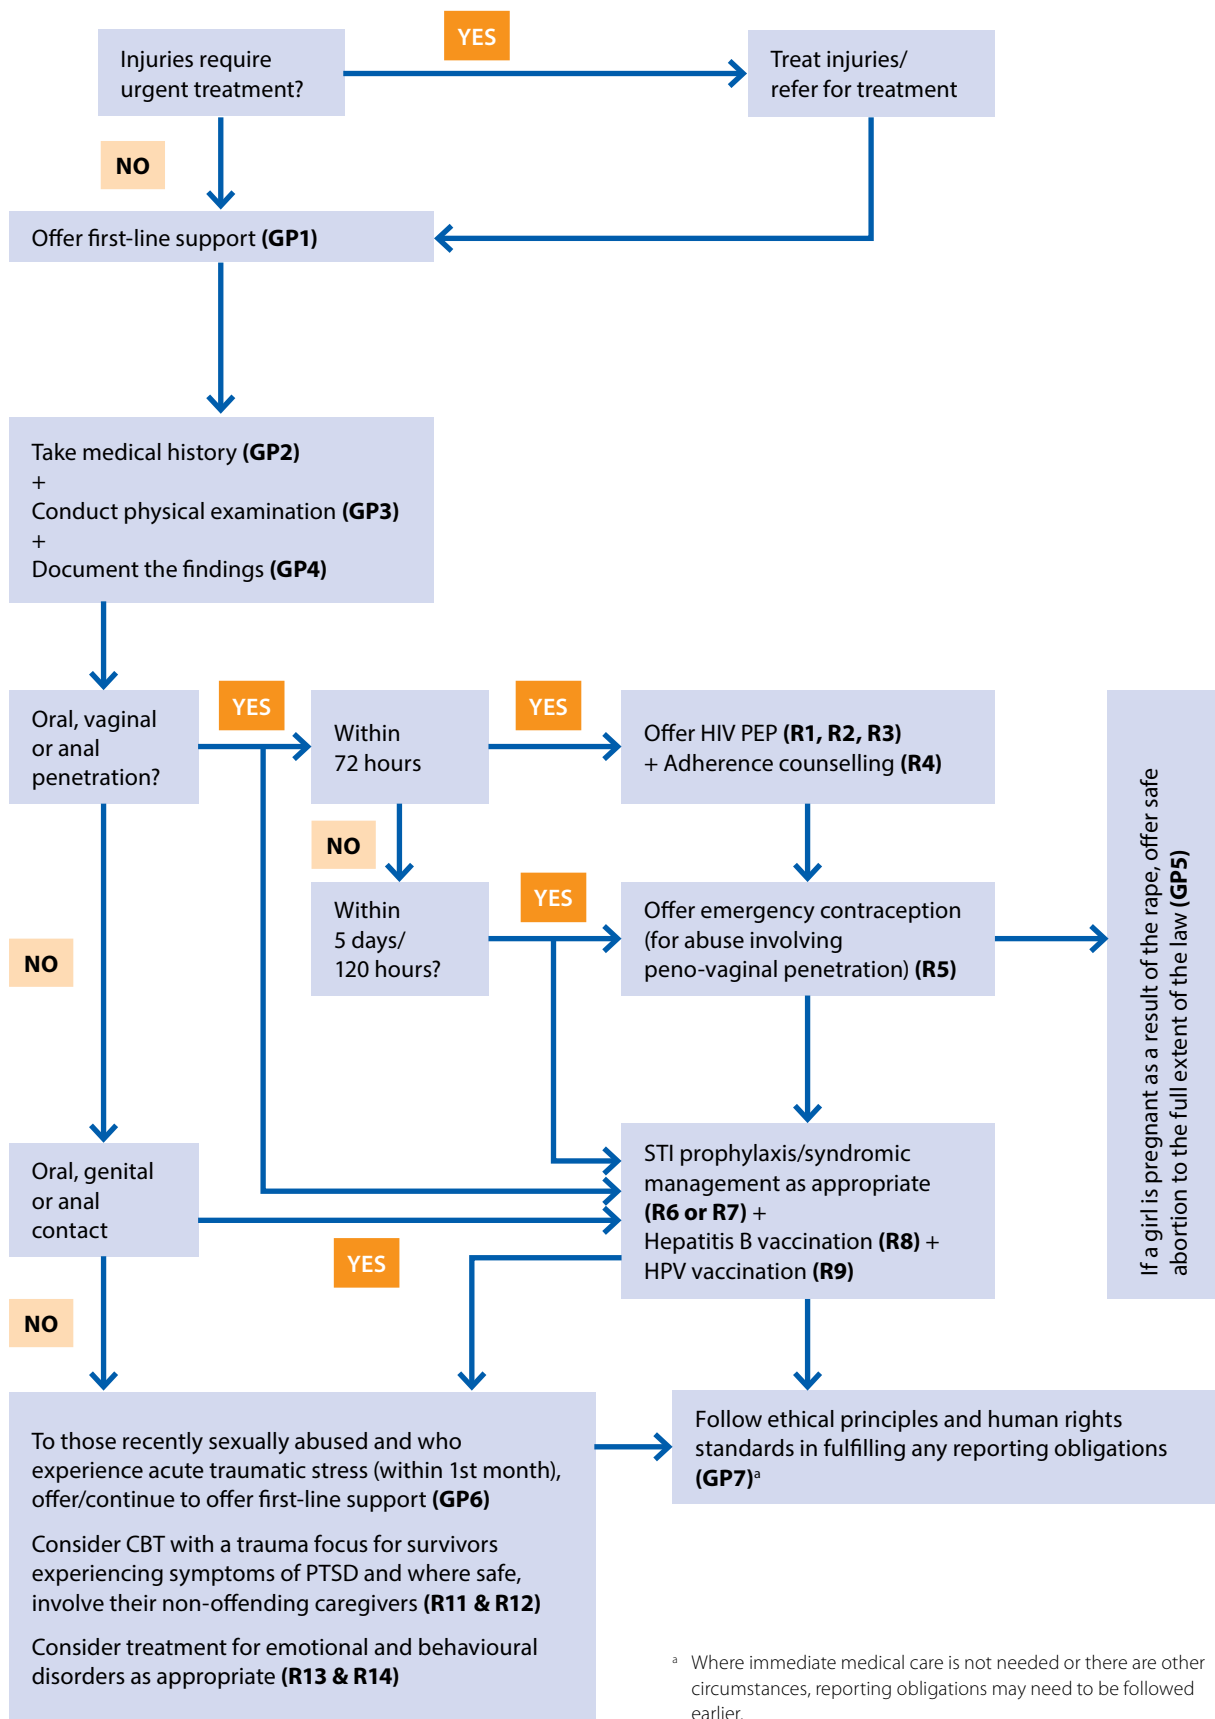 Injuries require
urgent treatment?
YES
Treat injuries/
refer for treatment
NO
Offer first-line support (GP1)
Take medical history (GP2)
+
Conduct physical examination (GP3)
+
Document the findings (GP4)
Oral, vaginal
or anal
penetration?
YES
Within
72 hours
YES
Offer HIV PEP (R1, R2, R3)
+ Adherence counselling (R4)
NO
Within
5 days/
120 hours?
YES
Offer emergency contraception
(for abuse involving
peno-vaginal penetration) (R5)
If a girl is pregnant as a result of the rape, offer safe
abortion to the full extent of the law (GP5)
NO
Oral, genital
or anal
contact
YES
STI prophylaxis/syndromic
management as appropriate
(R6 or R7) +
Hepatitis B vaccination (R8) +
HPV vaccination (R9)
NO
To those recently sexually abused and who
experience acute traumatic stress (within 1st month),
offer/continue to offer first-line support (GP6)
Consider CBT with a trauma focus for survivors
experiencing symptoms of PTSD and where safe,
involve their non-offending caregivers (R11 & R12)
Consider treatment for emotional and behavioural
disorders as appropriate (R13 & R14)
Follow ethical principles and human rights
standards in fulfilling any reporting obligations
(GP7)a
a Where immediate medical care is not needed or there are other
circumstances, reporting obligations may need to be followed
earlier.